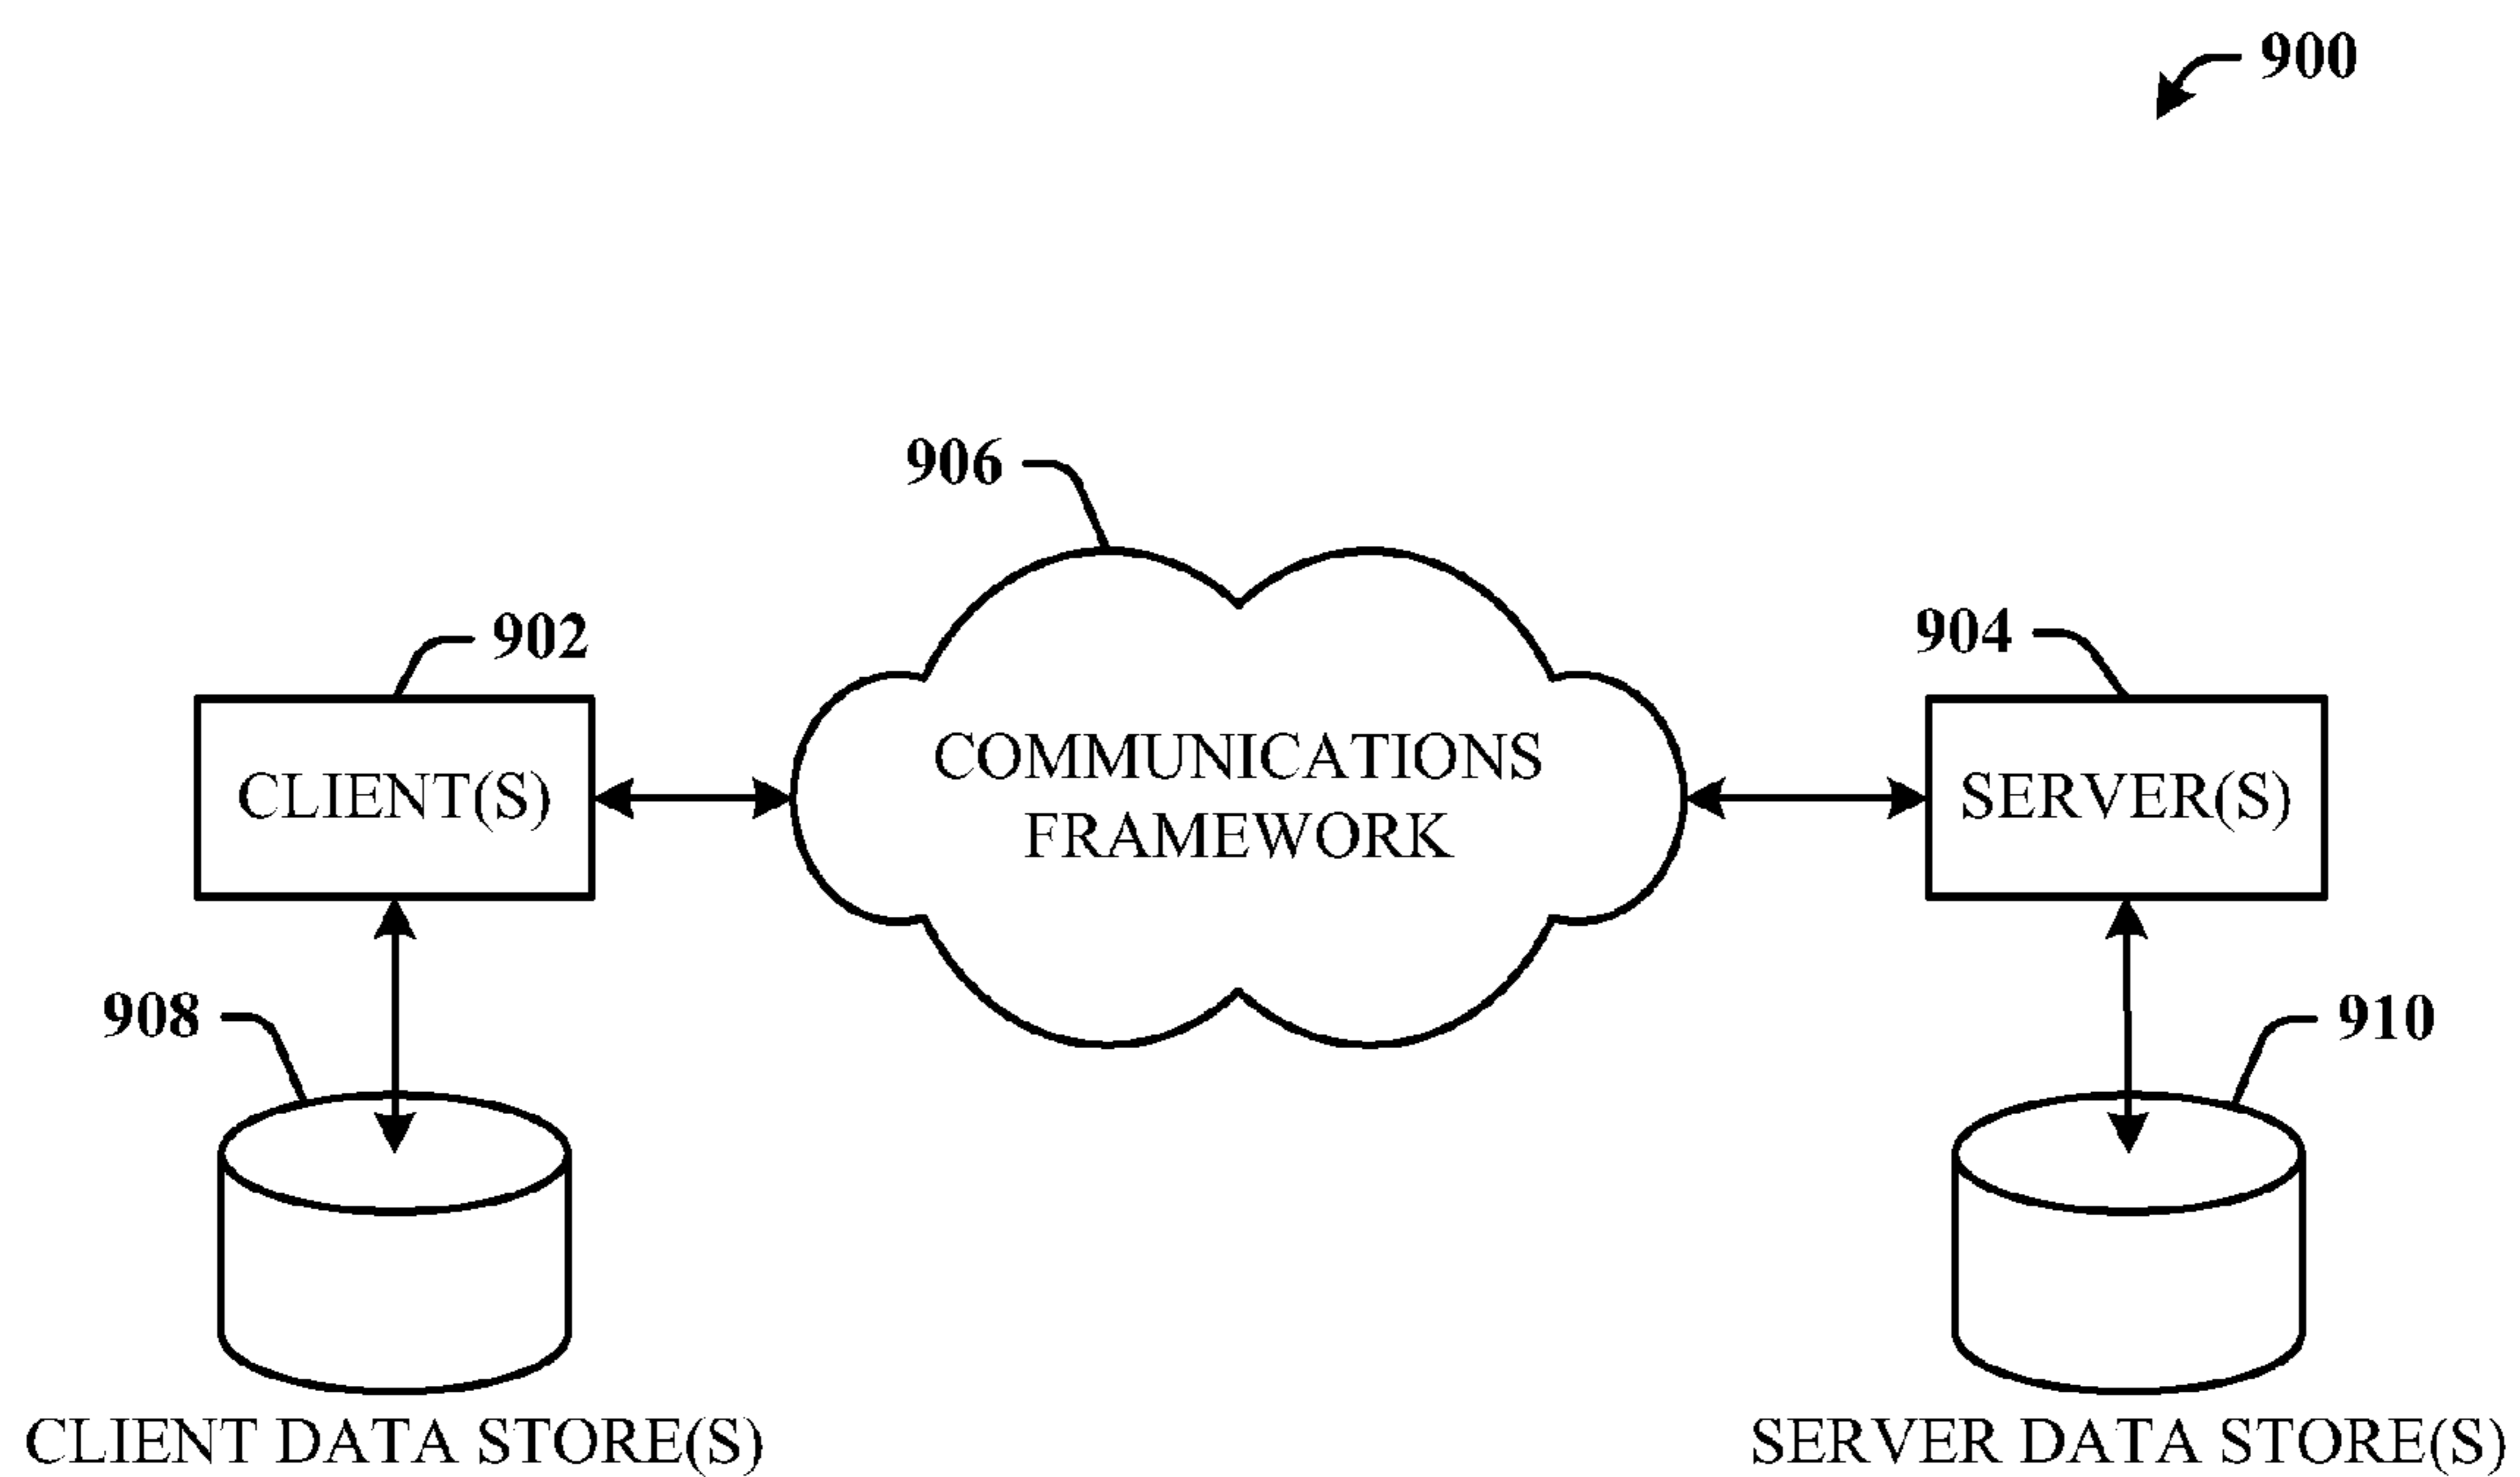 900
906
902
904
CLIENT(S)
COMMUNICATIONS
FRAMEWORK
SERVER(S)
908
910
CLIENT DATA STORE(S)
SERVER DATA STORE(S)